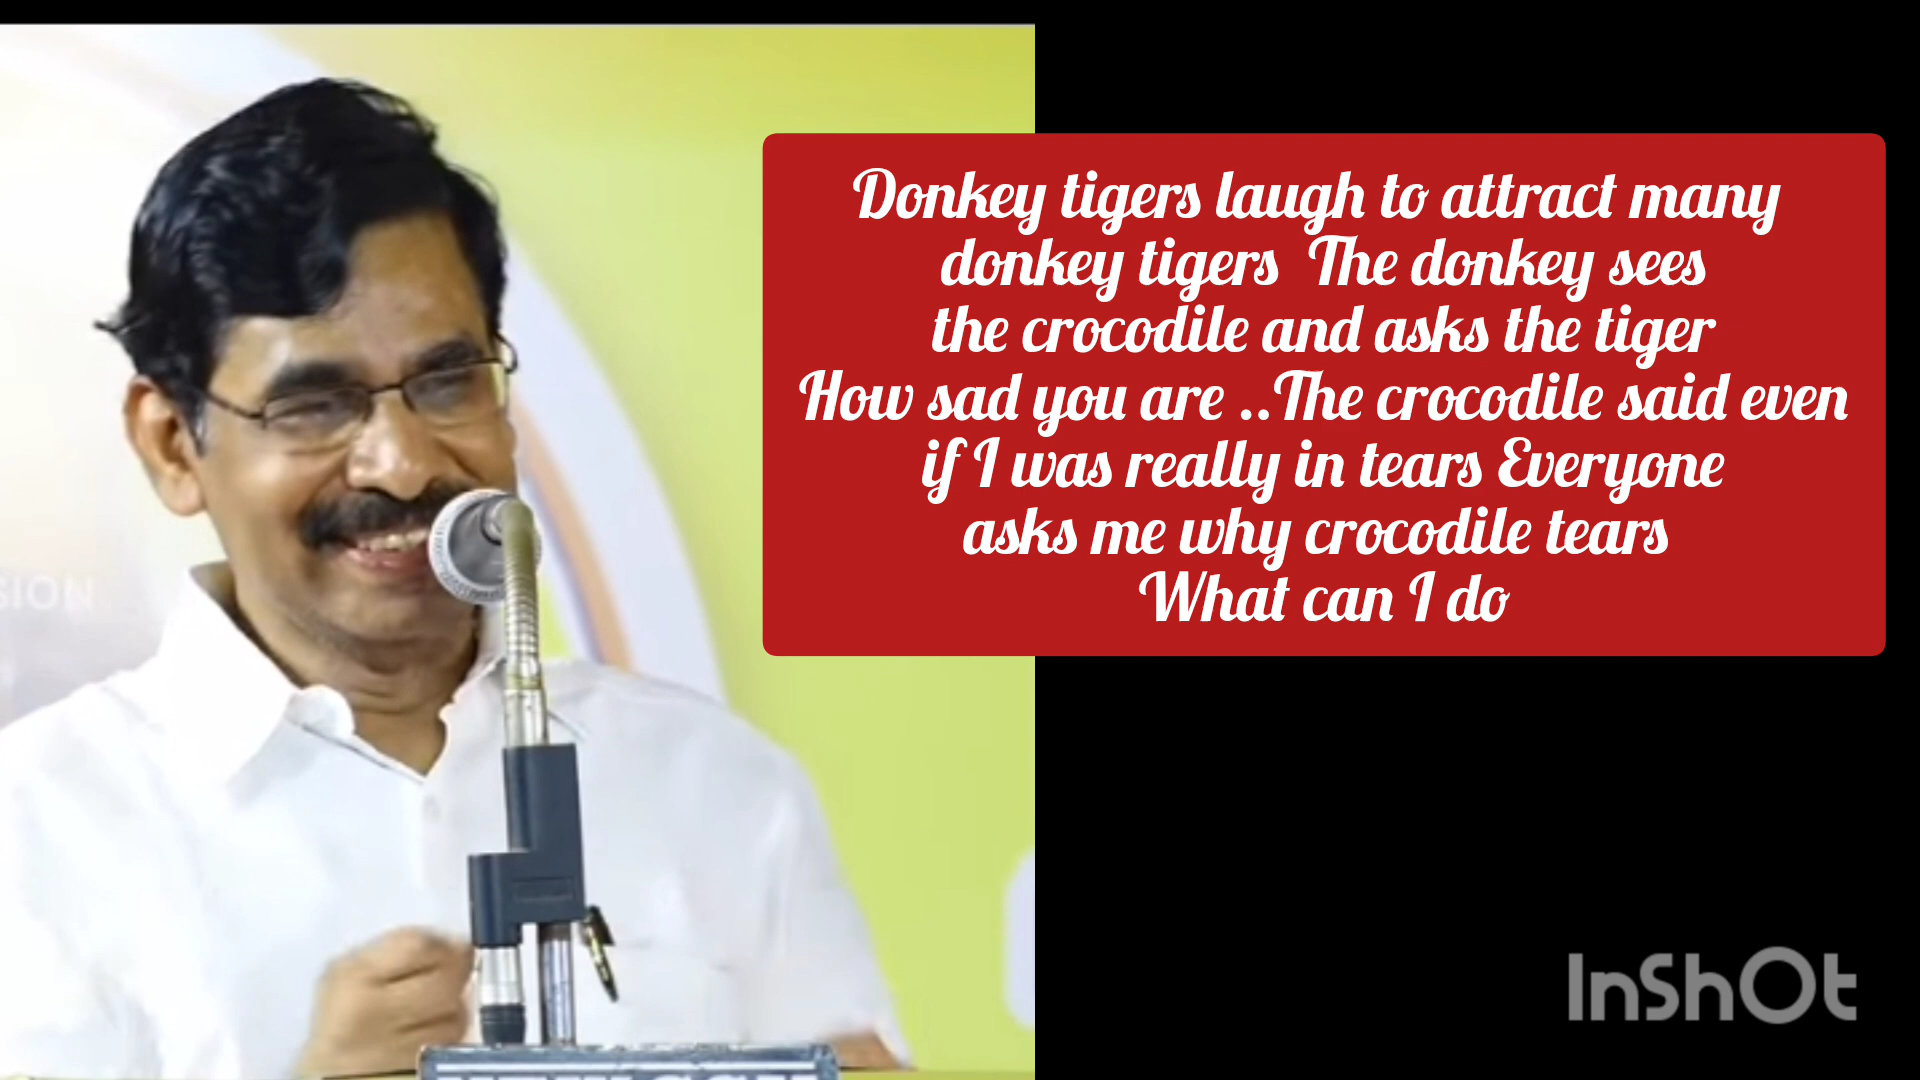 Donkey tigers laugh to attract many
donkey tigers The donkey sees
the crocodile and asks the tiger
How sad you are ..The crocodile said even
if I was really in tears Everyone
asks me why crocodile tears
What can I do
SION
InShOt